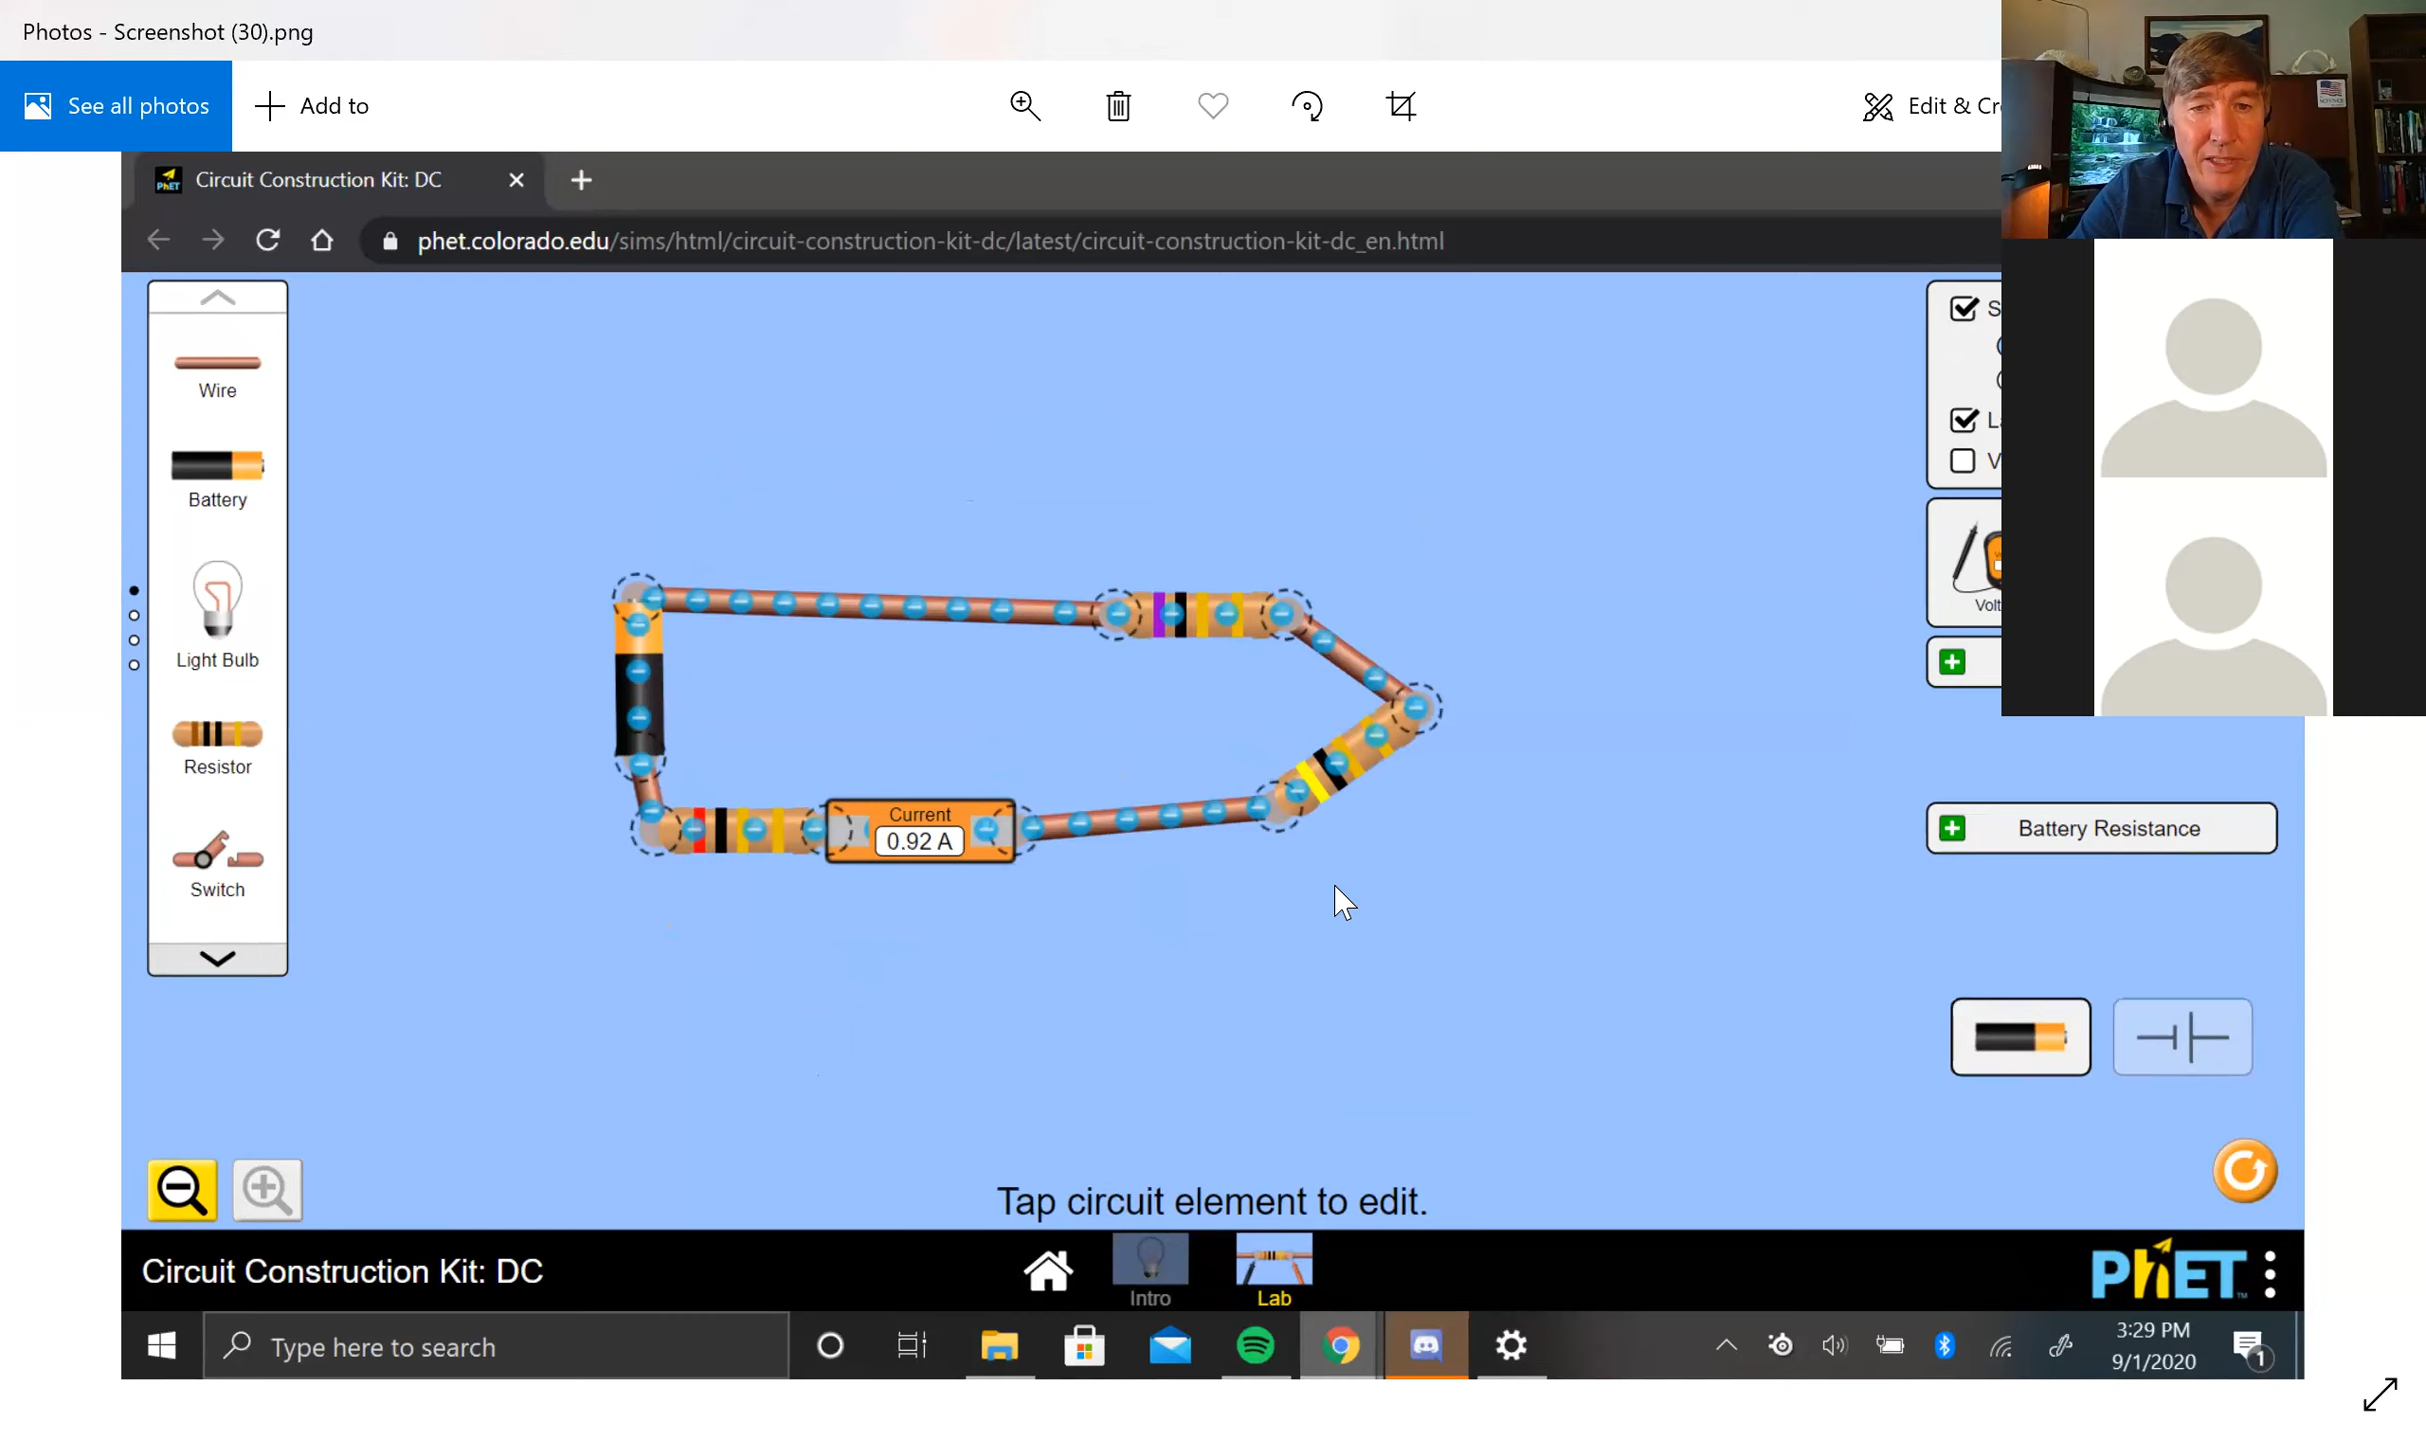 Photos - Screenshot (30).png
See all photos
Add to
Edit & Cr
Circuit Construction Kit: DC
phet.colorado.edu/sims/html/circuit-construction-kit-dc/latest/circuit-construction-kit-dc_en.html
Wire
Battery
Light Bulb
Resistor
Switch
S
La
V
Volt
Current
0.92 A
Battery Resistance
Tap circuit element to edit.
Circuit Construction Kit: DC
Intro
Lab
PhET
Type here to search
3:29 PM
9/1/2020
1